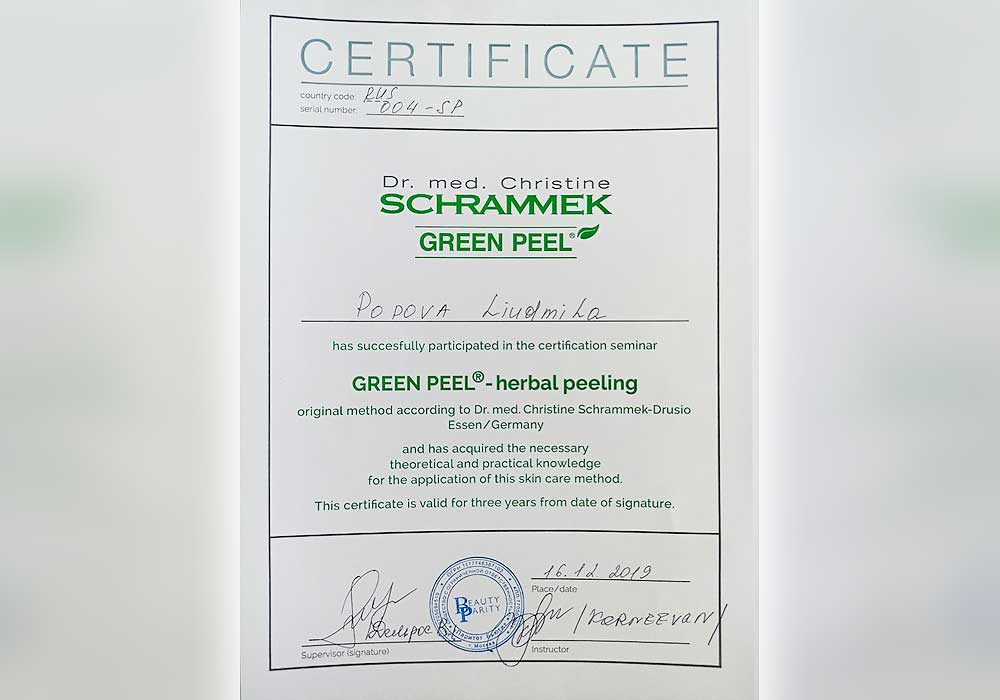 CERTIFICATE
country code: RUS
serial number: 004-SP
Dr. med. Christine
SCHRAMMEK
GREEN PEEL®
POPOVA Liudmila
has succesfully participated in the certification seminar
GREEN PEEL® - herbal peeling
original method according to Dr. med. Christine Schrammek-Drusio
Essen/Germany
and has acquired the necessary
theoretical and practical knowledge
for the application of this skin care method.
This certificate is valid for three years from date of signature.
16.12.2019
Place/date
BEAUTY
PARITY
г. Москва
Supervisor (signature)
Instructor